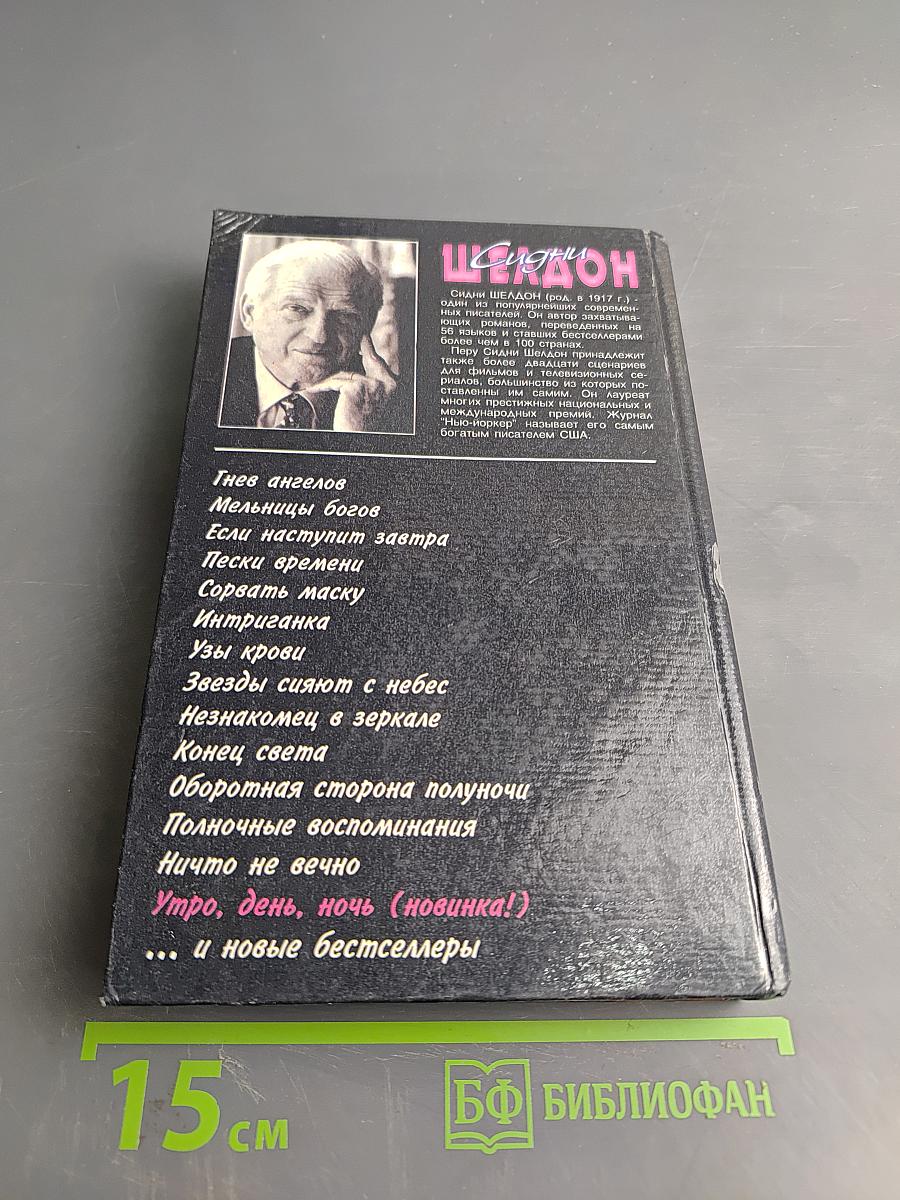 Сидни
ШЕЛДОН
Сидни ШЕЛДОН (род. в 1917 г.) -
один из популярнейших современ-
ных писателей. Он автор захватыва-
ющих романов, переведенных на
56 языков и ставших бестселлерами
более чем в 100 странах.
Перу Сидни Шелдон принадлежит
также более двадцати сценариев
для фильмов и телевизионных се-
риалов, большинство из которых по-
ставленны им самим. Он лауреат
многих престижных национальных и
международных премий. Журнал
"Нью-йоркер" называет его самым
богатым писателем США.
Гнев ангелов
Мельницы богов
Если наступит завтра
Пески времени
Сорвать маску
Интриганка
Узы крови
Звезды сияют с небес
Незнакомец в зеркале
Конец света
Оборотная сторона полуночи
Полночные воспоминания
Ничто не вечно
Утро, день, ночь (новинка!)
... и новые бестселлеры
15 см
БФ БИБЛИОФАН